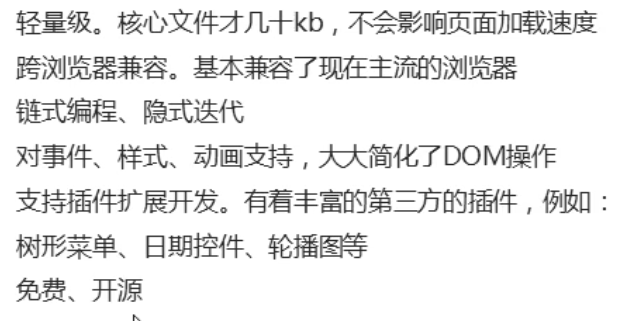 轻量级。核心文件才几十kb，不会影响页面加载速度
跨浏览器兼容。基本兼容了现在主流的浏览器
链式编程、隐式迭代
对事件、样式、动画支持，大大简化了DOM操作
支持插件扩展开发。有着丰富的第三方的插件，例如：
树形菜单、日期控件、轮播图等
免费、开源